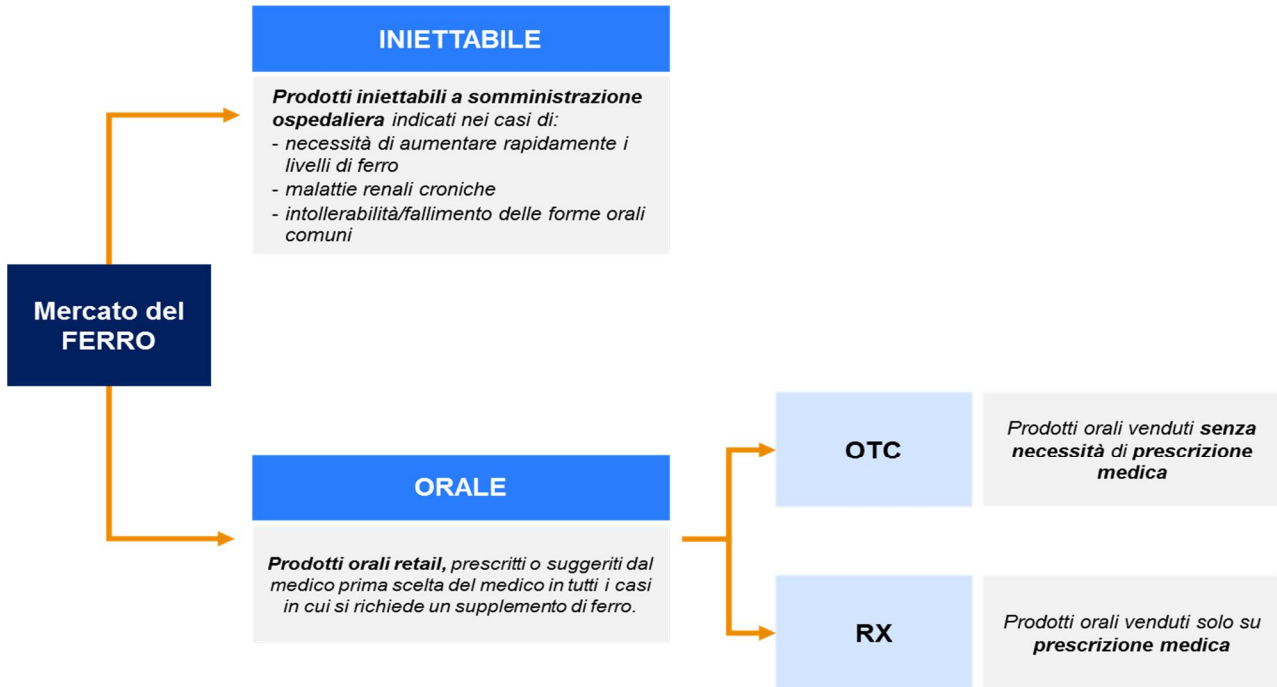 INIETTABILE
Prodotti iniettabili a somministrazione
ospedaliera indicati nei casi di:
- necessità di aumentare rapidamente i
livelli di ferro
- malattie renali croniche
- intollerabilità/fallimento delle forme orali
comuni
Mercato del
FERRO
ORALE
Prodotti orali retail, prescritti o suggeriti dal
medico prima scelta del medico in tutti i casi
in cui si richiede un supplemento di ferro.
OTC
Prodotti orali venduti senza
necessità di prescrizione
medica
RX
Prodotti orali venduti solo su
prescrizione medica